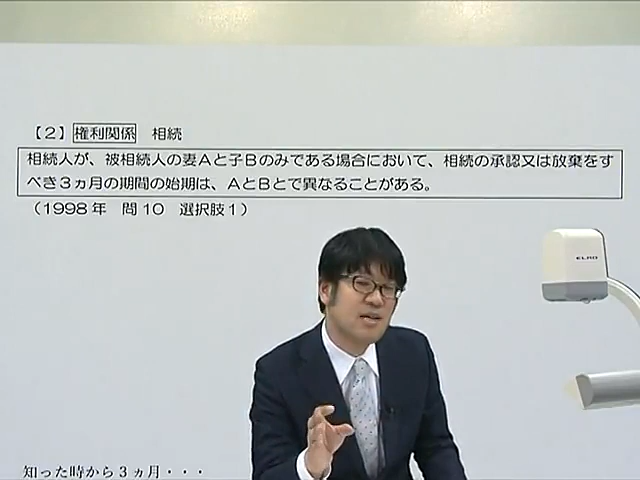 【2】権利関係 相続
相続人が、被相続人の妻Aと子Bのみである場合において、相続の承認又は放棄をす
べき3ヵ月の期間の始期は、AとBとで異なることがある。
（1998年 問10 選択肢1）
ELMO
知った時から3ヵ月・・・